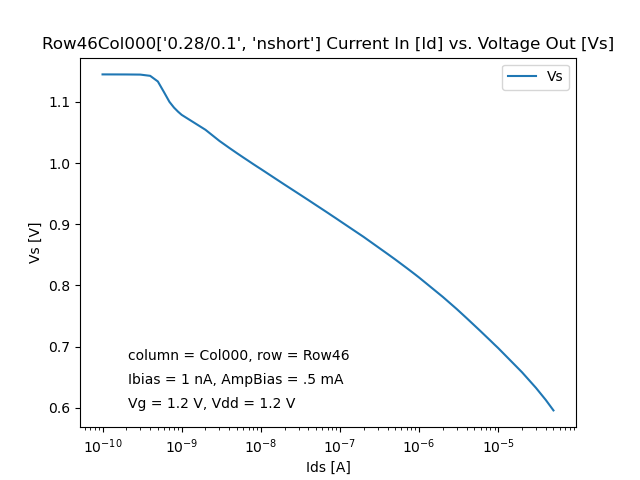 Row46Col000['0.28/0.1', 'nshort'] Current In [Id] vs. Voltage Out [Vs]
Vs
1.1
1.0
0.9
0.8
0.7
0.6
Vs [V]
column = Col000, row = Row46
Ibias = 1 nA, AmpBias = .5 mA
Vg = 1.2 V, Vdd = 1.2 V
10⁻¹⁰ 10⁻⁹ 10⁻⁸ 10⁻⁷ 10⁻⁶ 10⁻⁵
Ids [A]